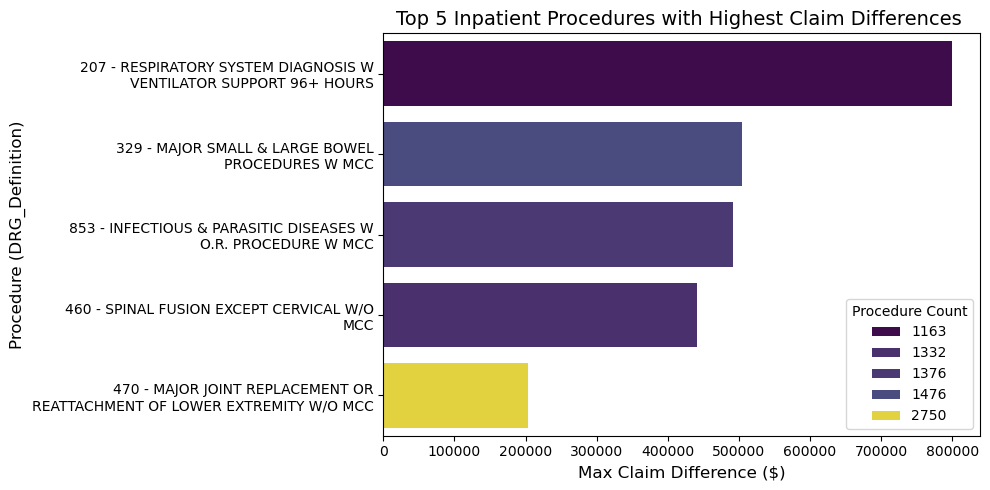 Top 5 Inpatient Procedures with Highest Claim Differences
Procedure (DRG_Definition)
207 - RESPIRATORY SYSTEM DIAGNOSIS W
VENTILATOR SUPPORT 96+ HOURS
329 - MAJOR SMALL & LARGE BOWEL
PROCEDURES W MCC
853 - INFECTIOUS & PARASITIC DISEASES W
O.R. PROCEDURE W MCC
460 - SPINAL FUSION EXCEPT CERVICAL W/O
MCC
470 - MAJOR JOINT REPLACEMENT OR
REATTACHMENT OF LOWER EXTREMITY W/O MCC
Procedure Count
1163
1332
1376
1476
2750
0 100000 200000 300000 400000 500000 600000 700000 800000
Max Claim Difference ($)